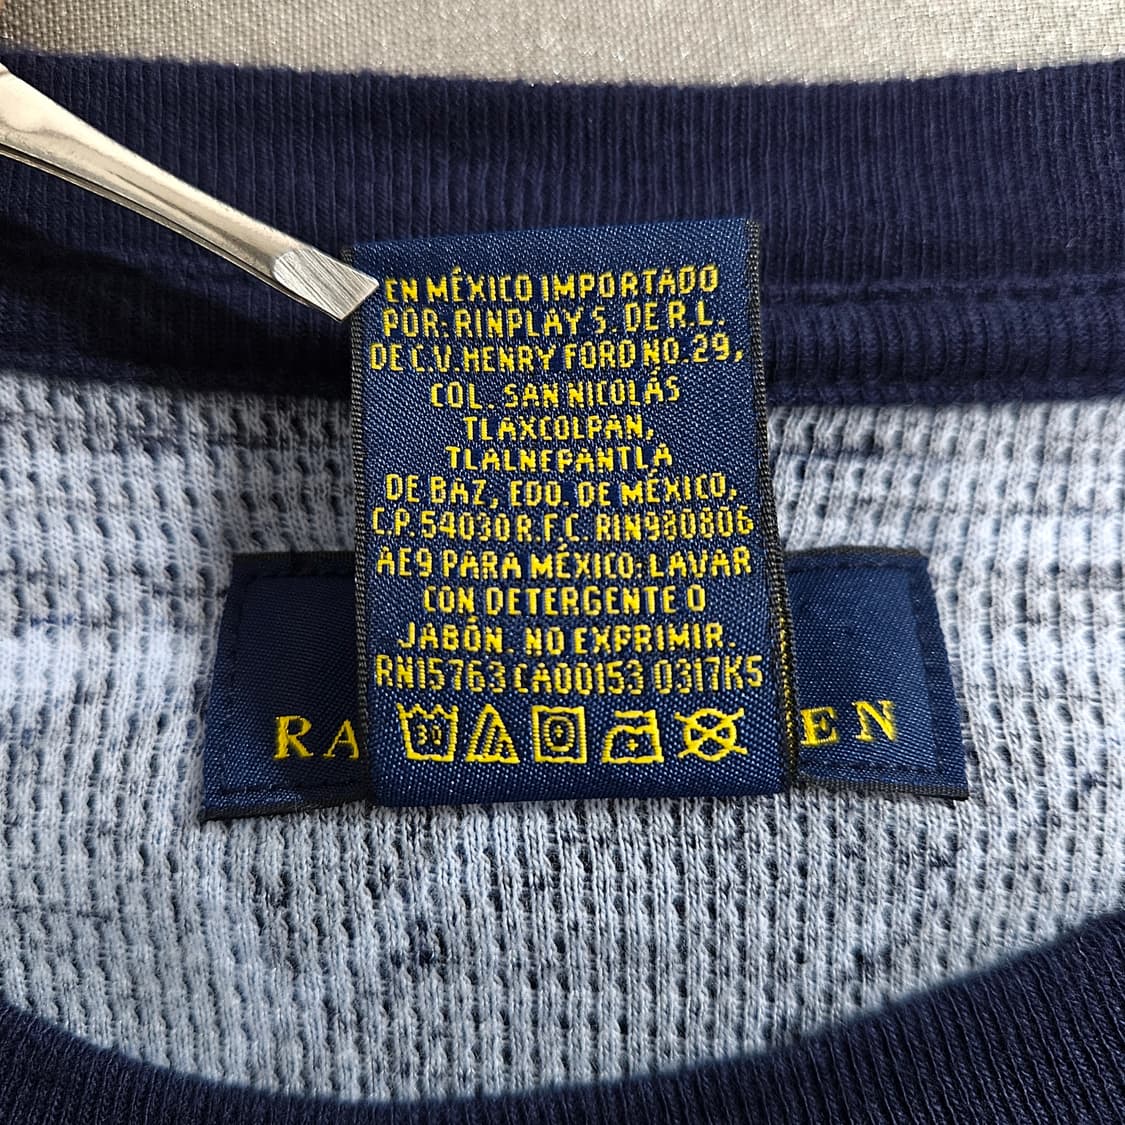 EN MÉXICO IMPORTADO
POR: RINPLAY S. DE R.L.
DE C.V. HENRY FORD NO. 29,
COL. SAN NICOLÁS
TLAXCOLPAN,
TLALNEPANTLA
DE BAZ, EDO. DE MÉXICO,
C.P. 54030 R.F.C. RIN980806
AE9 PARA MÉXICO: LAVAR
CON DETERGENTE O
JABÓN. NO EXPRIMIR.
RN15763 CA00153 0317K5
30
RA EN